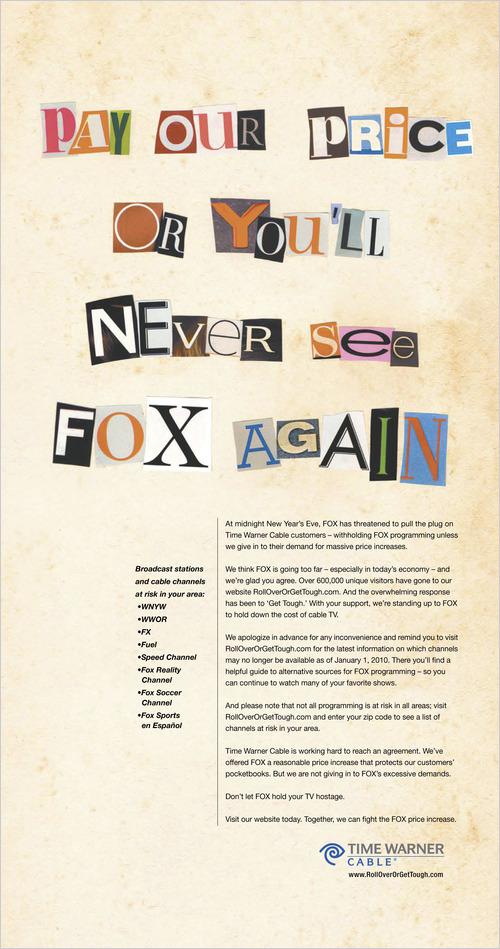 PAY OUR PRiCE
OR YOU'LL
NEveR See
FOX AGAIN
At midnight New Year's Eve, FOX has threatened to pull the plug on
Time Warner Cable customers – withholding FOX programming unless
we give in to their demand for massive price increases.
We think FOX is going too far – especially in today's economy – and
we're glad you agree. Over 600,000 unique visitors have gone to our
website RollOverOrGetTough.com. And the overwhelming response
has been to 'Get Tough.' With your support, we're standing up to FOX
to hold down the cost of cable TV.
We apologize in advance for any inconvenience and remind you to visit
RollOverOrGetTough.com for the latest information on which channels
may no longer be available as of January 1, 2010. There you'll find a
helpful guide to alternative sources for FOX programming – so you
can continue to watch many of your favorite shows.
And please note that not all programming is at risk in all areas; visit
RollOverOrGetTough.com and enter your zip code to see a list of
channels at risk in your area.
Time Warner Cable is working hard to reach an agreement. We've
offered FOX a reasonable price increase that protects our customers'
pocketbooks. But we are not giving in to FOX's excessive demands.
Don't let FOX hold your TV hostage.
Visit our website today. Together, we can fight the FOX price increase.
Broadcast stations
and cable channels
at risk in your area:
•WNYW
•WWOR
•FX
•Fuel
•Speed Channel
•Fox Reality
Channel
•Fox Soccer
Channel
•Fox Sports
en Español
TIME WARNER
CABLE®
www.RollOverOrGetTough.com